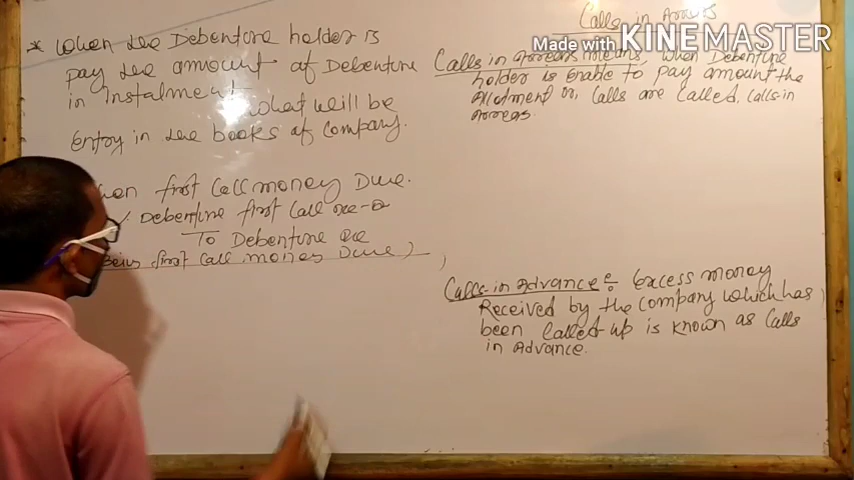 * When the Debenture holder is
pay the amount of Debenture
in Instalment what will be
Entry in the books of Company.
When first Call money Due.
Debenture first Call A/c - Dr
To Debenture A/c
Being first Call money Due)
Calls in Arrears
Made with KINEMASTER
Calls in Arrears means, When Debenture
holder is Enable to pay amount the
Allotment or, Calls are Called, Calls-in
Arrears.
Calls-in Advance: Excess money
Received by the Company which has
been Called-up is known as Calls
in Advance.